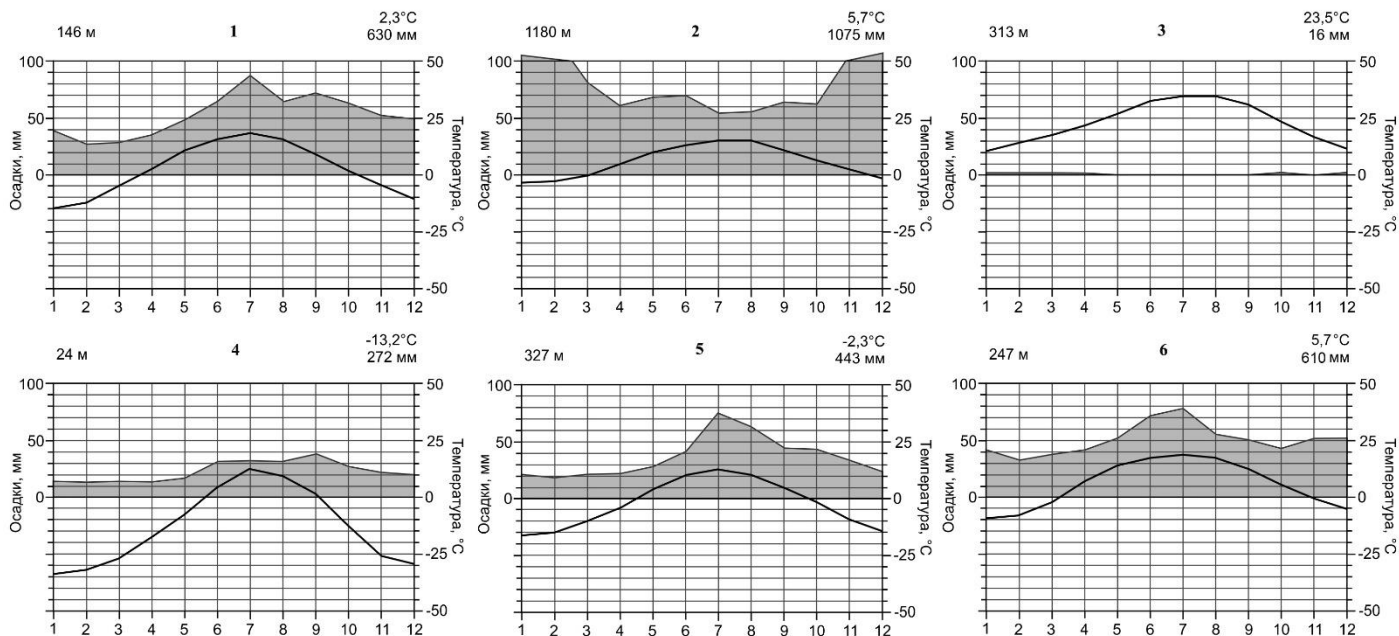 146 м 1 2,3°C
630 мм
Осадки, мм
100
50
0
Температура, °C
50
25
0
-25
-50
1 2 3 4 5 6 7 8 9 10 11 12
1180 м 2 5,7°C
1075 мм
Осадки, мм
100
50
0
Температура, °C
50
25
0
-25
-50
1 2 3 4 5 6 7 8 9 10 11 12
313 м 3 23,5°C
16 мм
Осадки, мм
100
50
0
Температура, °C
50
25
0
-25
-50
1 2 3 4 5 6 7 8 9 10 11 12
24 м 4 -13,2°C
272 мм
Осадки, мм
100
50
0
Температура, °C
50
25
0
-25
-50
1 2 3 4 5 6 7 8 9 10 11 12
327 м 5 -2,3°C
443 мм
Осадки, мм
100
50
0
Температура, °C
50
25
0
-25
-50
1 2 3 4 5 6 7 8 9 10 11 12
247 м 6 5,7°C
610 мм
Осадки, мм
100
50
0
Температура, °C
50
25
0
-25
-50
1 2 3 4 5 6 7 8 9 10 11 12